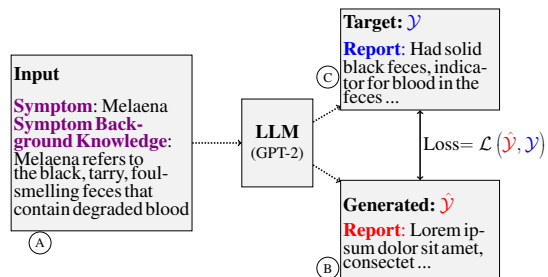 Input
Symptom: Melaena
Symptom Back-
ground Knowledge:
Melaena refers to
the black, tarry, foul-
smelling feces that
contain degraded blood
A
LLM
(GPT-2)
Target: 𝒴
Report: Had solid
black feces, indica-
tor for blood in the
feces ...
C
Loss= ℒ (𝒴̂, 𝒴)
Generated: 𝒴̂
Report: Lorem ip-
sum dolor sit amet,
consectet ...
B